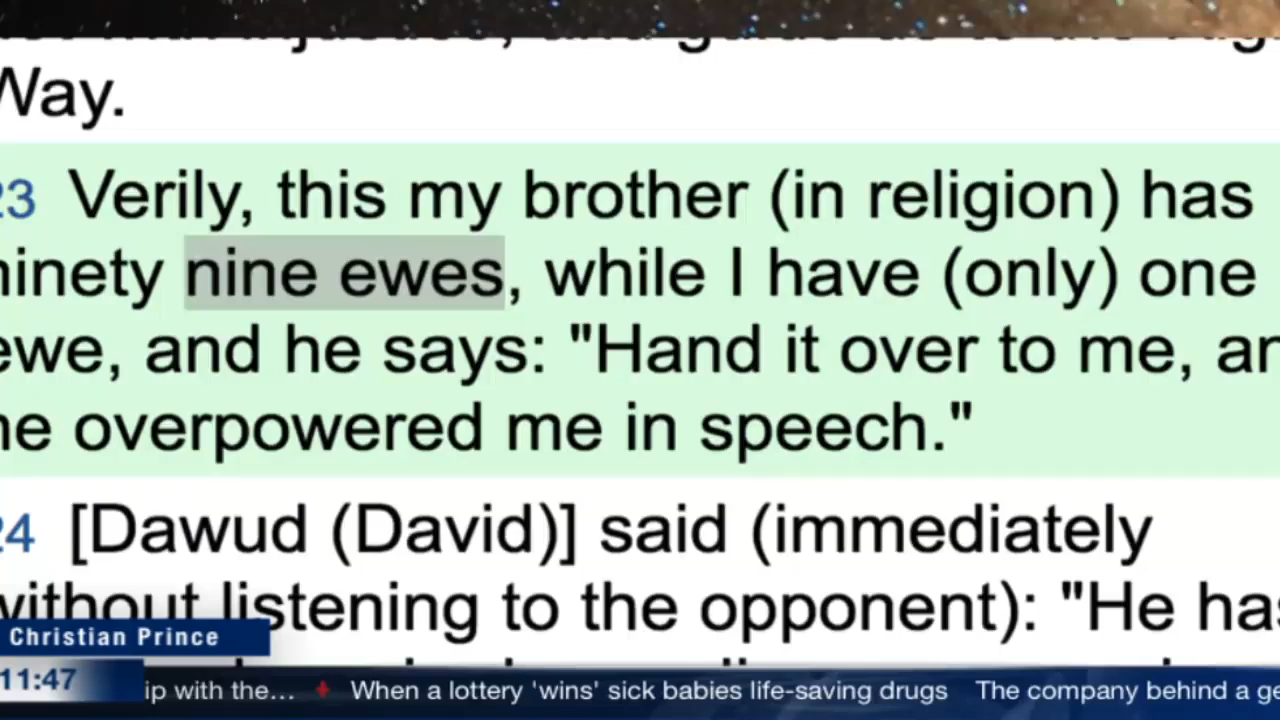 Way.
23 Verily, this my brother (in religion) has
ninety nine ewes, while I have (only) one
ewe, and he says: "Hand it over to me, an
he overpowered me in speech."
24 [Dawud (David)] said (immediately
without listening to the opponent): "He has
Christian Prince
11:47
ip with the... When a lottery 'wins' sick babies life-saving drugs The company behind a ge